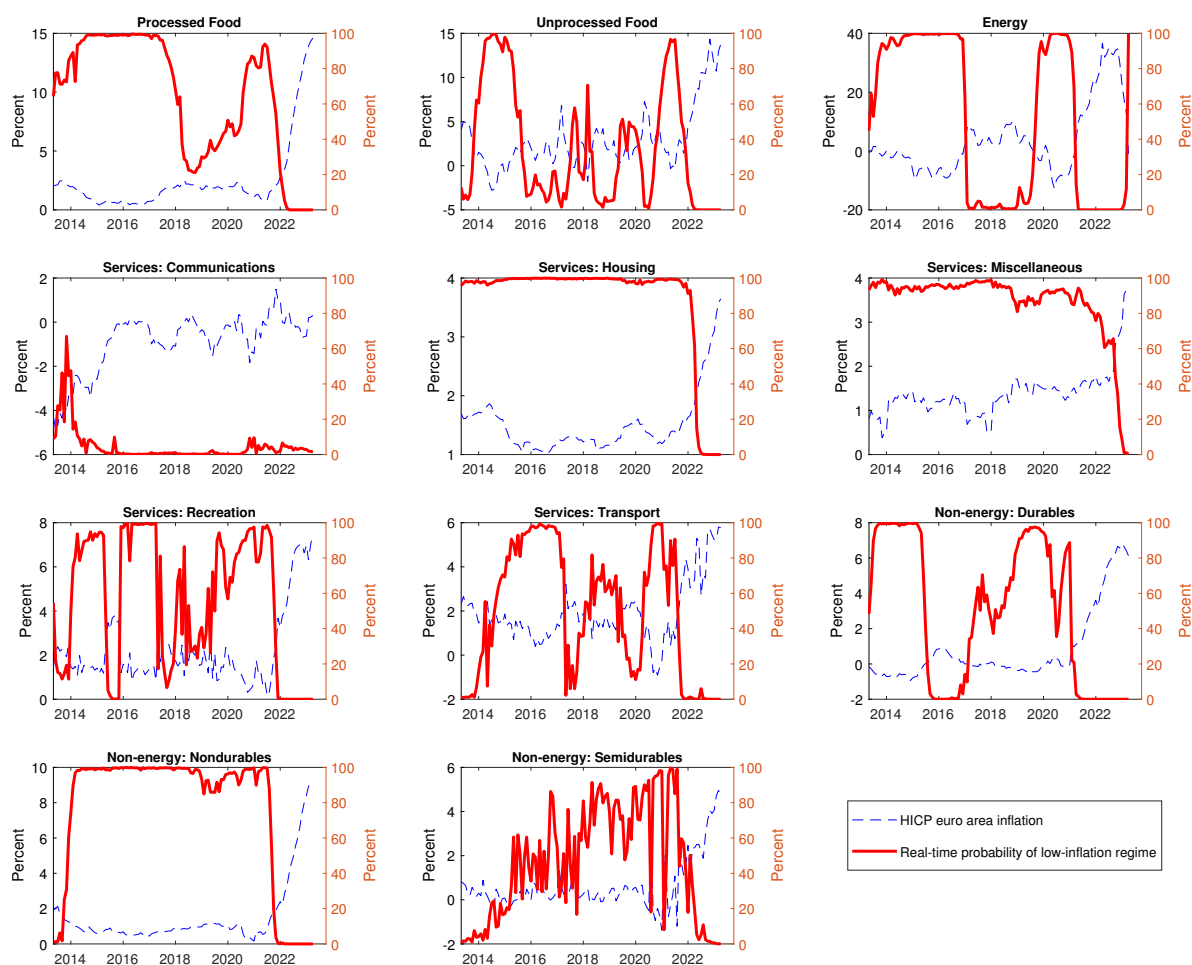 Processed Food
15
10
5
0
Percent
100
80
60
40
20
0
Percent
2014 2016 2018 2020 2022
Unprocessed Food
15
10
5
0
-5
Percent
100
80
60
40
20
0
Percent
2014 2016 2018 2020 2022
Energy
40
20
0
-20
Percent
100
80
60
40
20
0
Percent
2014 2016 2018 2020 2022
Services: Communications
2
0
-2
-4
-6
Percent
100
80
60
40
20
0
Percent
2014 2016 2018 2020 2022
Services: Housing
4
3
2
1
Percent
100
80
60
40
20
0
Percent
2014 2016 2018 2020 2022
Services: Miscellaneous
4
3
2
1
0
Percent
100
80
60
40
20
0
Percent
2014 2016 2018 2020 2022
Services: Recreation
8
6
4
2
0
Percent
100
80
60
40
20
0
Percent
2014 2016 2018 2020 2022
Services: Transport
6
4
2
0
-2
Percent
100
80
60
40
20
0
Percent
2014 2016 2018 2020 2022
Non-energy: Durables
8
6
4
2
0
-2
Percent
100
80
60
40
20
0
Percent
2014 2016 2018 2020 2022
Non-energy: Nondurables
10
8
6
4
2
0
Percent
100
80
60
40
20
0
Percent
2014 2016 2018 2020 2022
Non-energy: Semidurables
6
4
2
0
-2
Percent
100
80
60
40
20
0
Percent
2014 2016 2018 2020 2022
HICP euro area inflation
Real-time probability of low-inflation regime